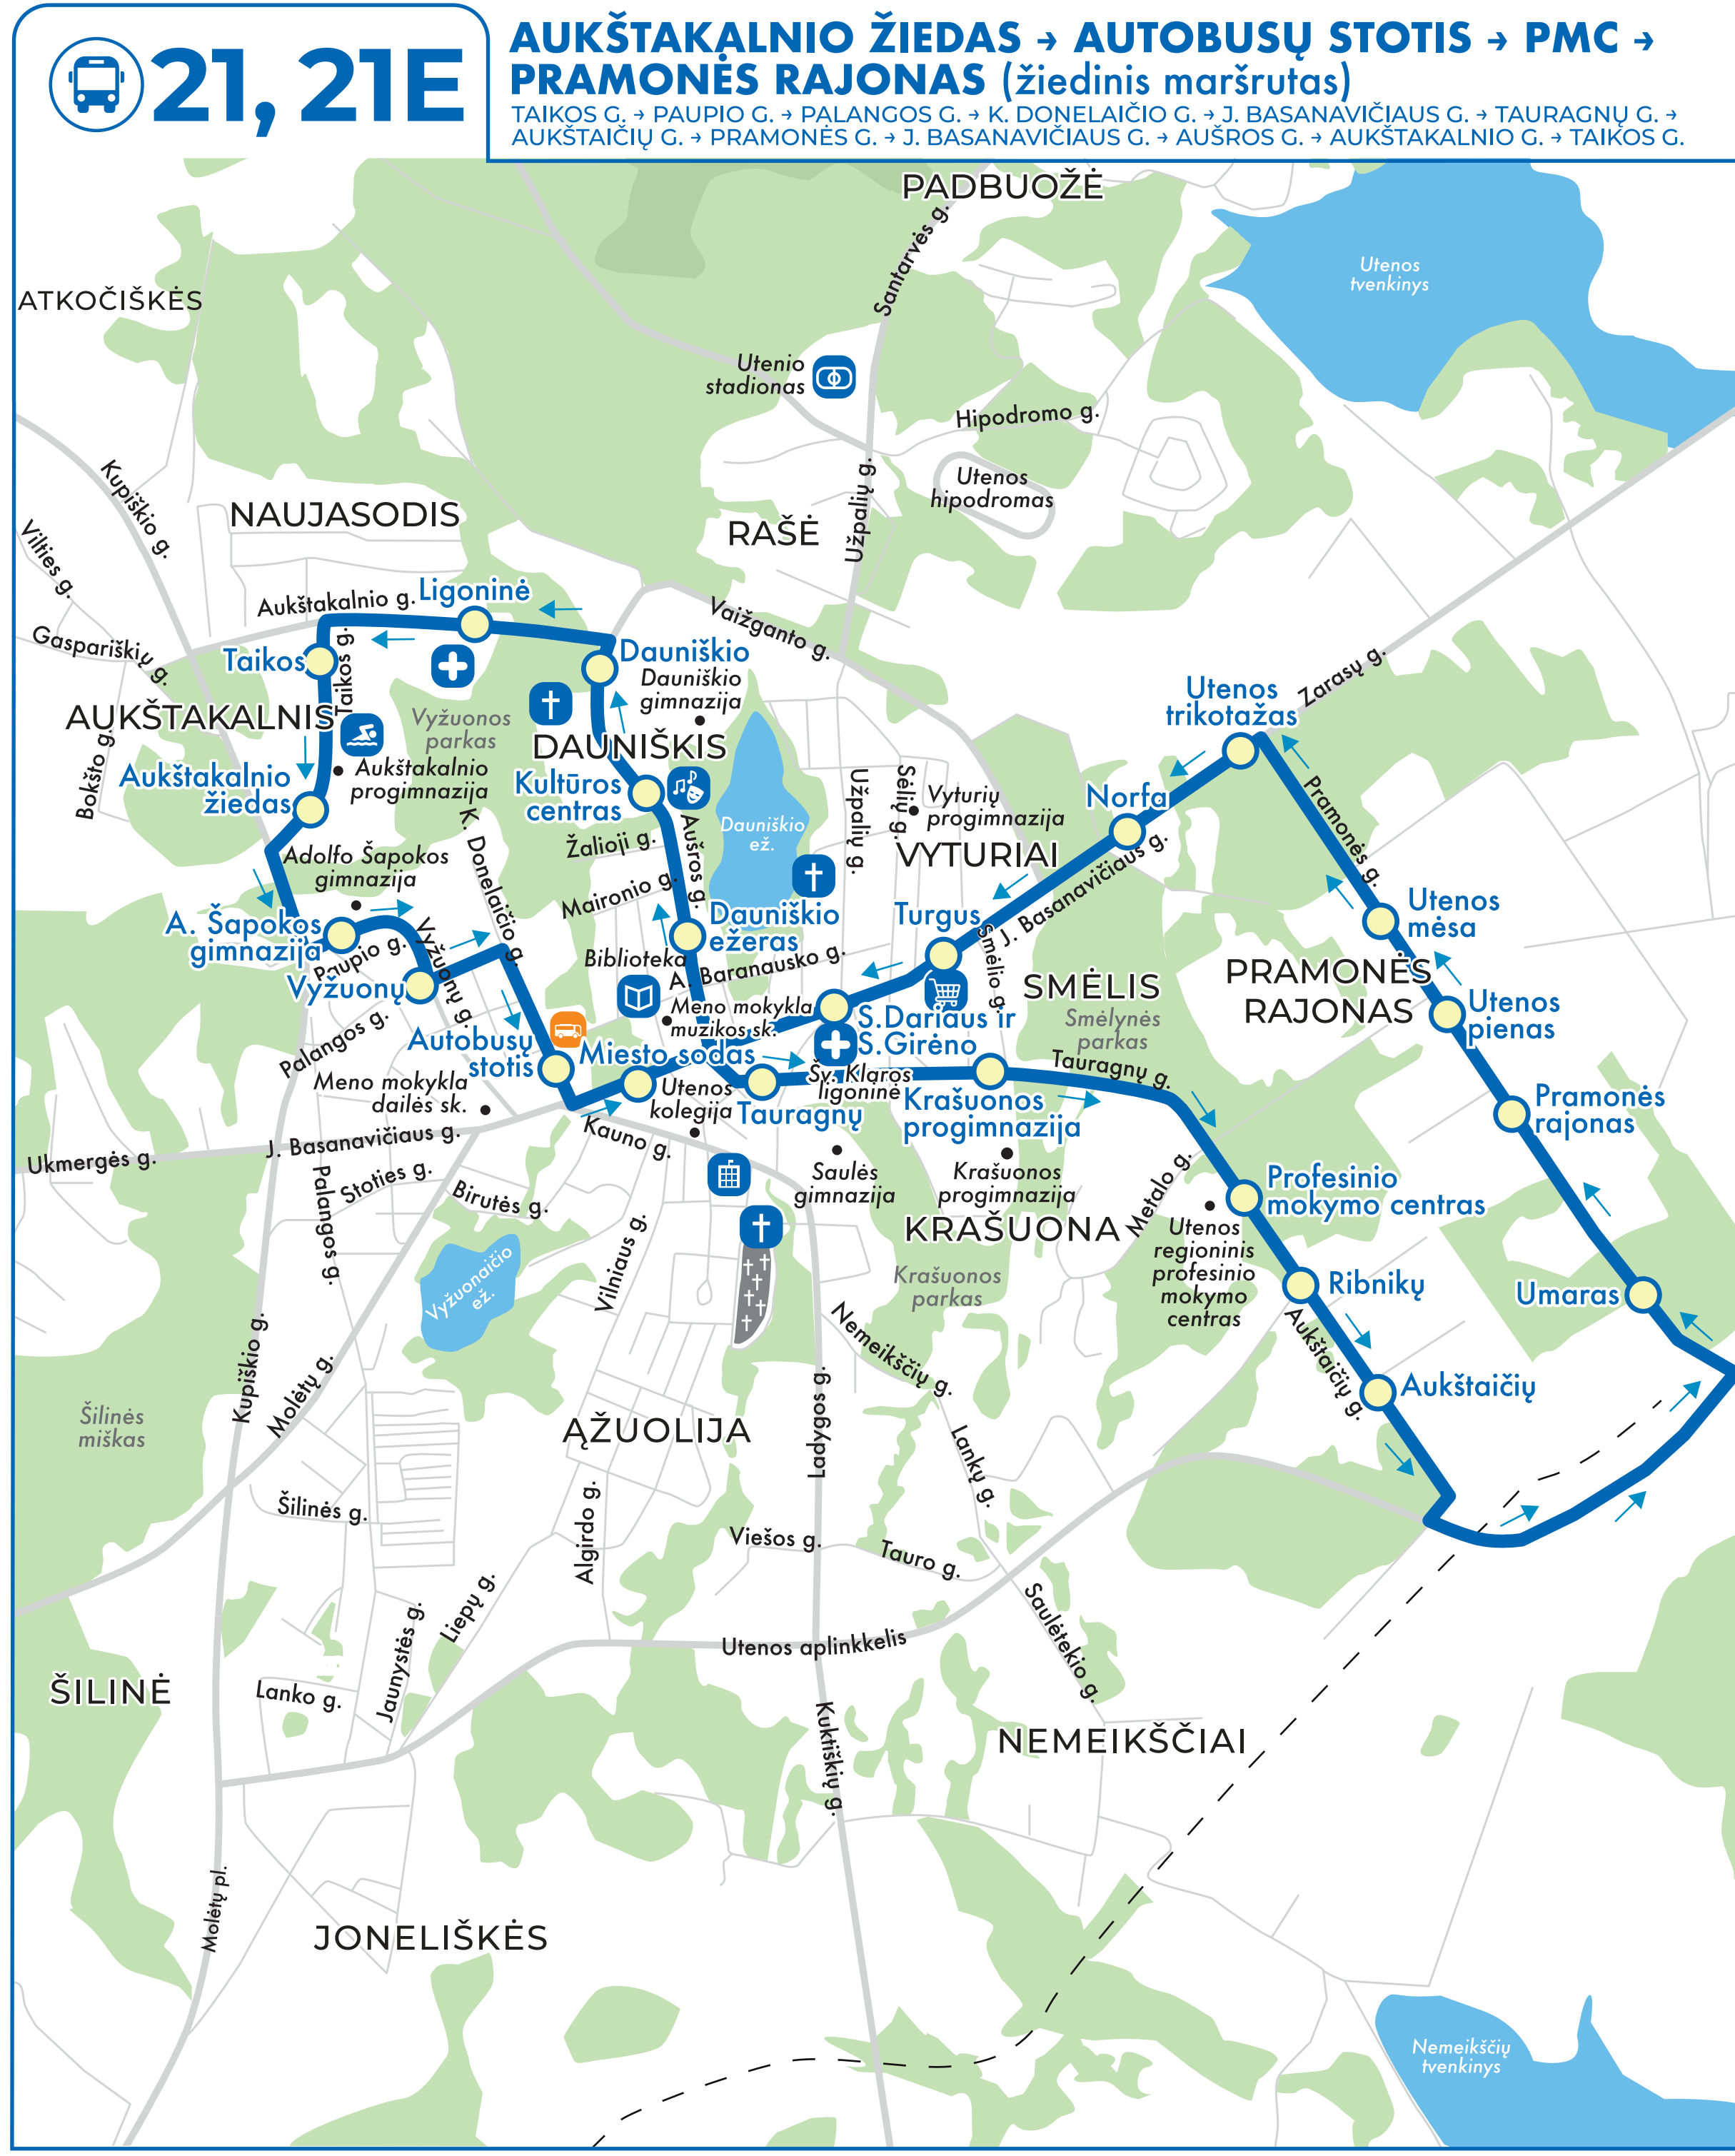 21, 21E
AUKŠTAKALNIO ŽIEDAS → AUTOBUSŲ STOTIS → PMC →
PRAMONĖS RAJONAS (žiedinis maršrutas)
TAIKOS G. → PAUPIO G. → PALANGOS G. → K. DONELAIČIO G. → J. BASANAVIČIAUS G. → TAURAGNŲ G. →
AUKŠTAIČIŲ G. → PRAMONĖS G. → J. BASANAVIČIAUS G. → AUŠROS G. → AUKŠTAKALNIO G. → TAIKOS G.
PADBUOŽĖ
Santarvės g.
Utenos
tvenkinys
ATKOČIŠKĖS
Utenio
stadionas
Hipodromo g.
Utenos
hipodromas
Kupiškio g.
Užpalių g.
NAUJASODIS
RAŠĖ
Vilties g.
Ligoninė
Aukštakalnio g.
Vaižganto g.
Gaspariškių g.
Taikos
Taikos g.
Dauniškio
Dauniškio
gimnazija
Zarasų g.
Utenos
trikotažas
AUKŠTAKALNIS
Vyžuonos
parkas
DAUNIŠKIS
Bokšto g.
Aukštakalnio
žiedas
Aukštakalnio
progimnazija
Kultūros
centras
Užpalių g.
Sėlių g.
Vyturių
progimnazija
Norfa
Pramonės g.
Dauniškio
ež.
Žalioji g.
Aušros g.
K. Donelaičio g.
Adolfo Šapokos
gimnazija
VYTURIAI
J. Basanavičiaus g.
Maironio g.
A. Šapokos
gimnazija
Dauniškio
ežeras
Turgus
Utenos
mėsa
Paupio g.
Vyžuonų g.
Biblioteka
A. Baranausko g.
Smėlio g.
Vyžuonų
SMĖLIS
PRAMONĖS
RAJONAS
Utenos
pienas
Meno mokykla
muzikos sk.
S.Dariaus ir
S.Girėno
Smėlynės
parkas
Palangos g.
Autobusų
stotis
Miesto sodas
Tauragnų g.
Meno mokykla
dailės sk.
Utenos
kolegija
Tauragnų
Šv. Klaros
ligoninė
Krašuonos
progimnazija
Pramonės
rajonas
J. Basanavičiaus g.
Kauno g.
Ukmergės g.
Stoties g.
Palangos g.
Birutės g.
Saulės
gimnazija
Krašuonos
progimnazija
Metalo g.
Profesinio
mokymo centras
KRAŠUONA
Utenos
regioninis
profesinio
mokymo
centras
Vyžuonaičio
ež.
Vilniaus g.
Krašuonos
parkas
Ribnikų
Umaras
Kupiškio g.
Molėtų g.
Nemeikščių g.
Aukštaičių g.
Aukštaičių
Šilinės
miškas
ĄŽUOLIJA
Ladygos g.
Lankų g.
Šilinės g.
Algirdo g.
Viešos g.
Tauro g.
Liepų g.
Jaunystės g.
Saulėtekio g.
Utenos aplinkkelis
ŠILINĖ
Lanko g.
Kuktiškių g.
NEMEIKŠČIAI
Molėtų pl.
JONELIŠKĖS
Nemeikščių
tvenkinys